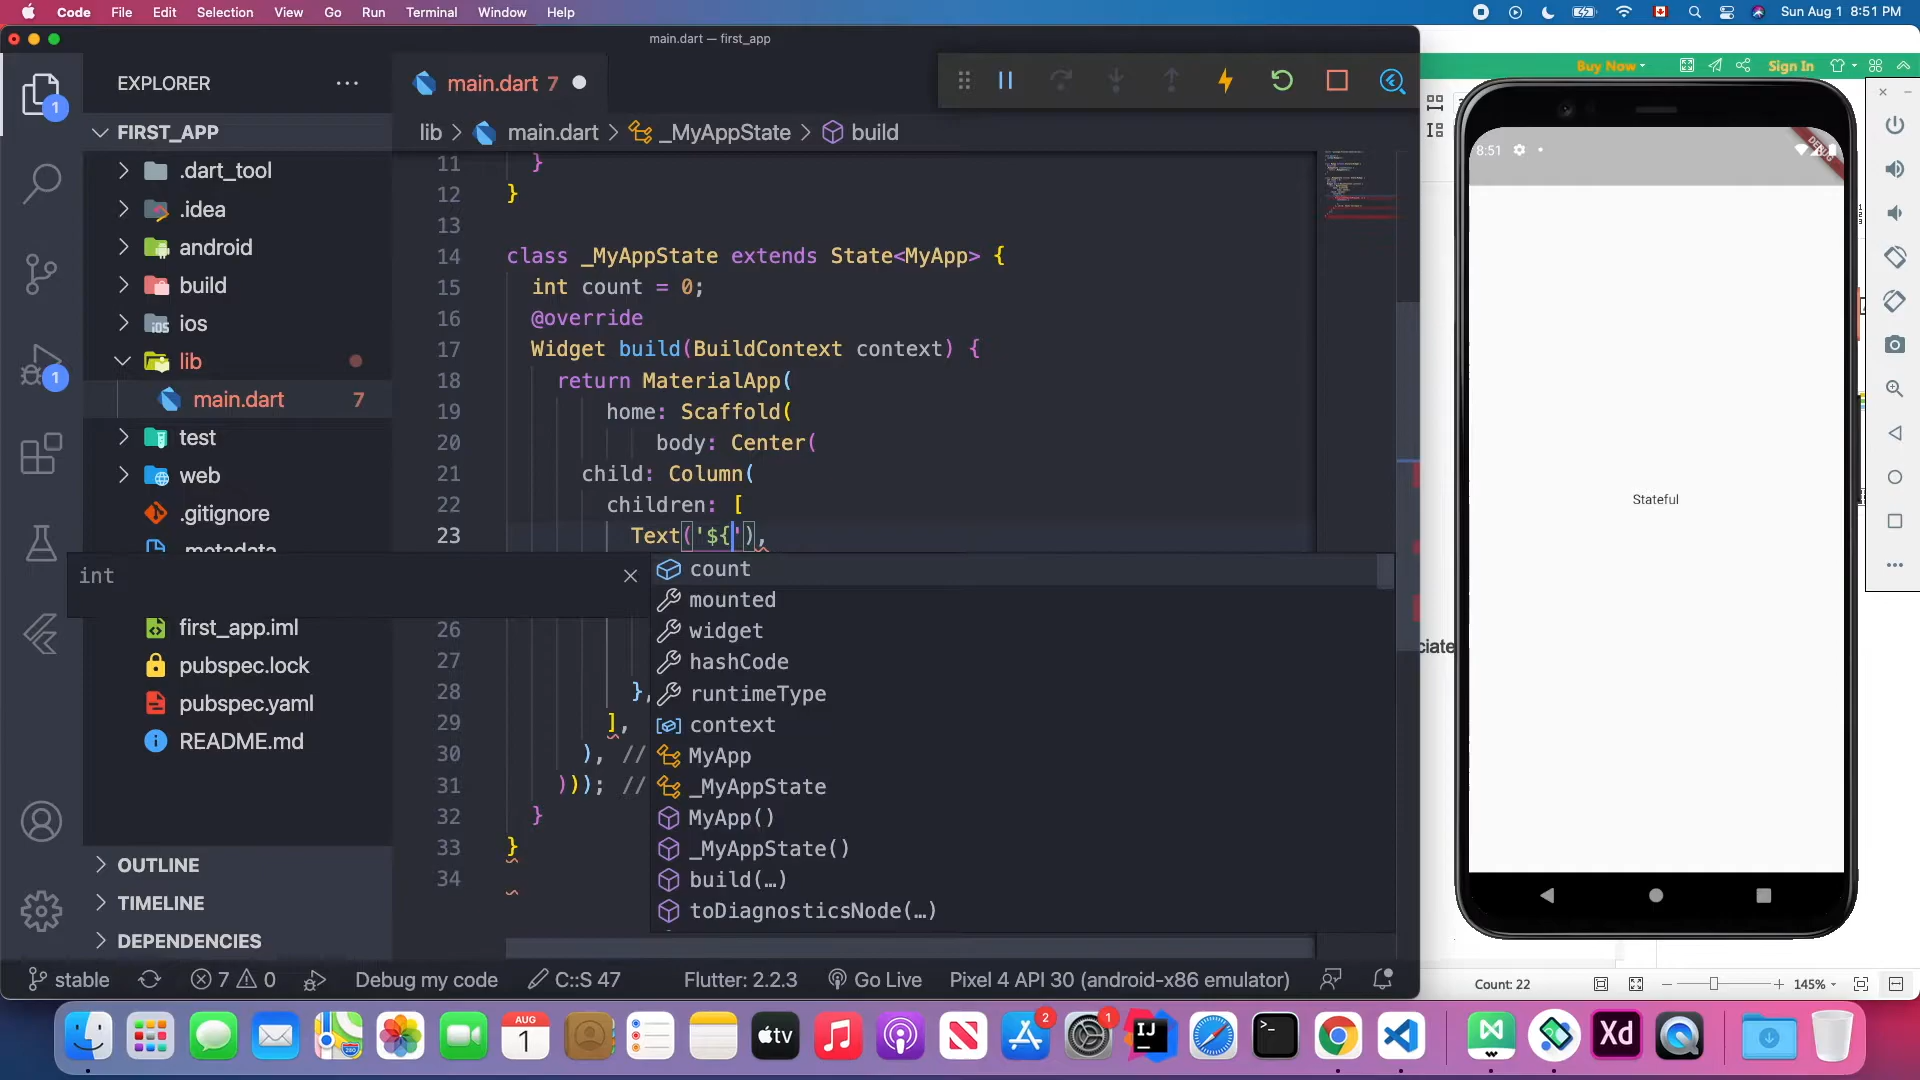 Code File Edit Selection View Go Run Terminal Window Help
Sun Aug 1 8:51 PM
main.dart — first_app
EXPLORER
main.dart 7
1
FIRST_APP
.dart_tool
.idea
android
build
ios
lib
main.dart 7
test
web
.gitignore
.metadata
first_app.iml
pubspec.lock
pubspec.yaml
README.md
1
OUTLINE
TIMELINE
DEPENDENCIES
lib > main.dart > _MyAppState > build
11 }
12 }
13
14 class _MyAppState extends State<MyApp> {
15 int count = 0;
16 @override
17 Widget build(BuildContext context) {
18 return MaterialApp(
19 home: Scaffold(
20 body: Center(
21 child: Column(
22 children: [
23 Text('${'),
26
27
28 },
29 ],
30 ), //
31 ))); //
32 }
33 }
34
int
count
mounted
widget
hashCode
runtimeType
context
MyApp
_MyAppState
MyApp()
_MyAppState()
build(…)
toDiagnosticsNode(…)
stable 7 0 Debug my code C::S 47 Flutter: 2.2.3 Go Live Pixel 4 API 30 (android-x86 emulator)
Buy Now Sign In
8:51
DEBUG
Stateful
ciate
Count: 22 145%
AUG
1
tv
2
1
IJ
Xd